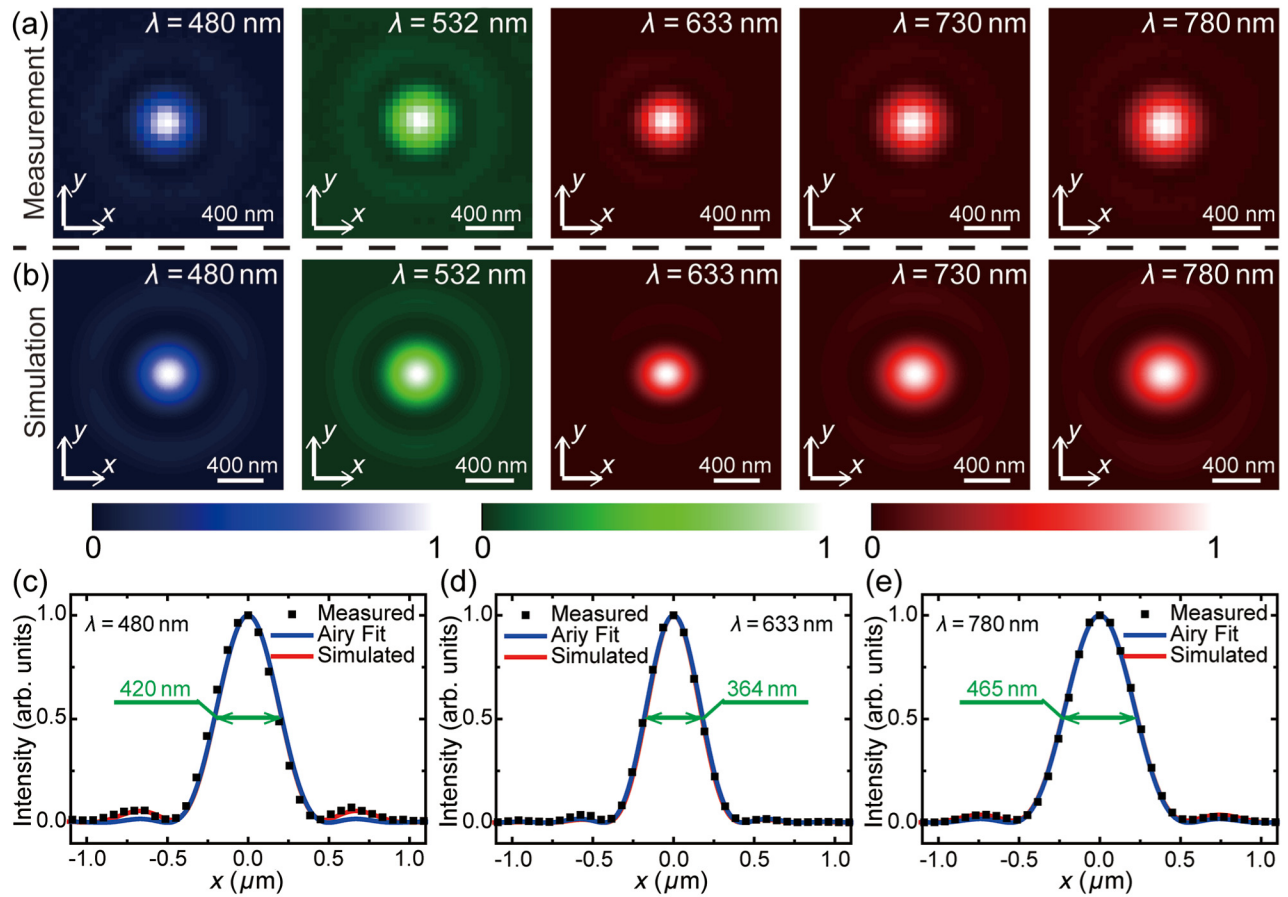 (a)
Measurement
λ = 480 nm
λ = 532 nm
λ = 633 nm
λ = 730 nm
λ = 780 nm
y
x
400 nm
y
x
400 nm
y
x
400 nm
y
x
400 nm
y
x
400 nm
(b)
Simulation
λ = 480 nm
λ = 532 nm
λ = 633 nm
λ = 730 nm
λ = 780 nm
y
x
400 nm
y
x
400 nm
y
x
400 nm
y
x
400 nm
y
x
400 nm
0 1
0 1
0 1
(c)
Intensity (arb. units)
1.0
0.5
0.0
λ = 480 nm
Measured
Airy Fit
Simulated
420 nm
-1.0 -0.5 0.0 0.5 1.0
x (μm)
(d)
Intensity (arb. units)
1.0
0.5
0.0
Measured
Ariy Fit
Simulated
λ = 633 nm
364 nm
-1.0 -0.5 0.0 0.5 1.0
x (μm)
(e)
Intensity (arb. units)
1.0
0.5
0.0
λ = 780 nm
Measured
Airy Fit
Simulated
465 nm
-1.0 -0.5 0.0 0.5 1.0
x (μm)